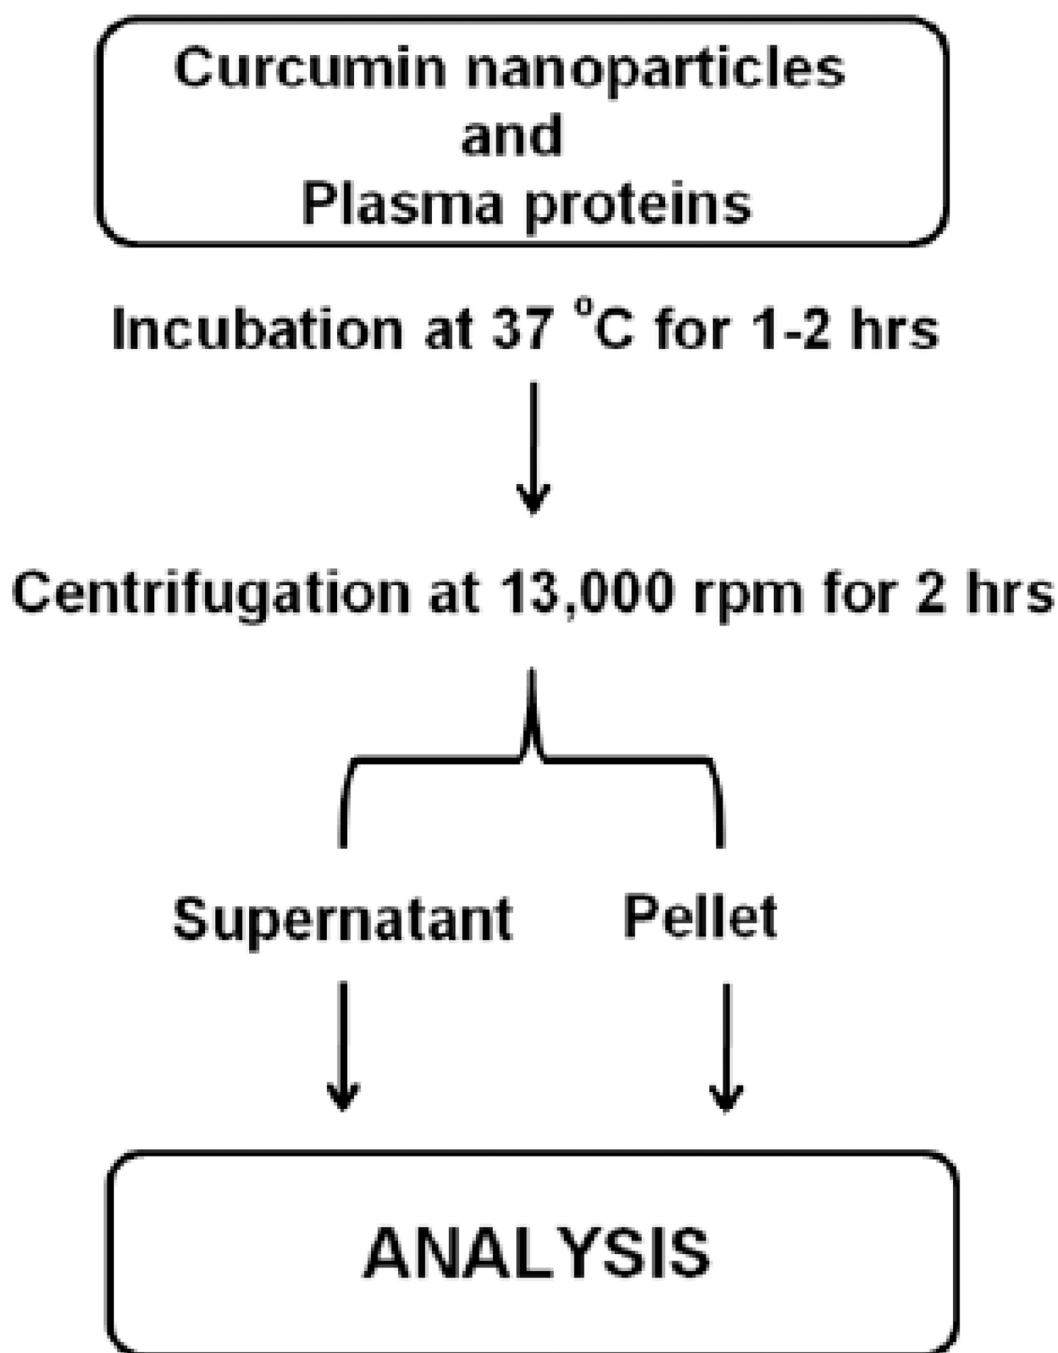 Curcumin nanoparticles
and
Plasma proteins
Incubation at 37 °C for 1-2 hrs
Centrifugation at 13,000 rpm for 2 hrs
Supernatant
Pellet
ANALYSIS